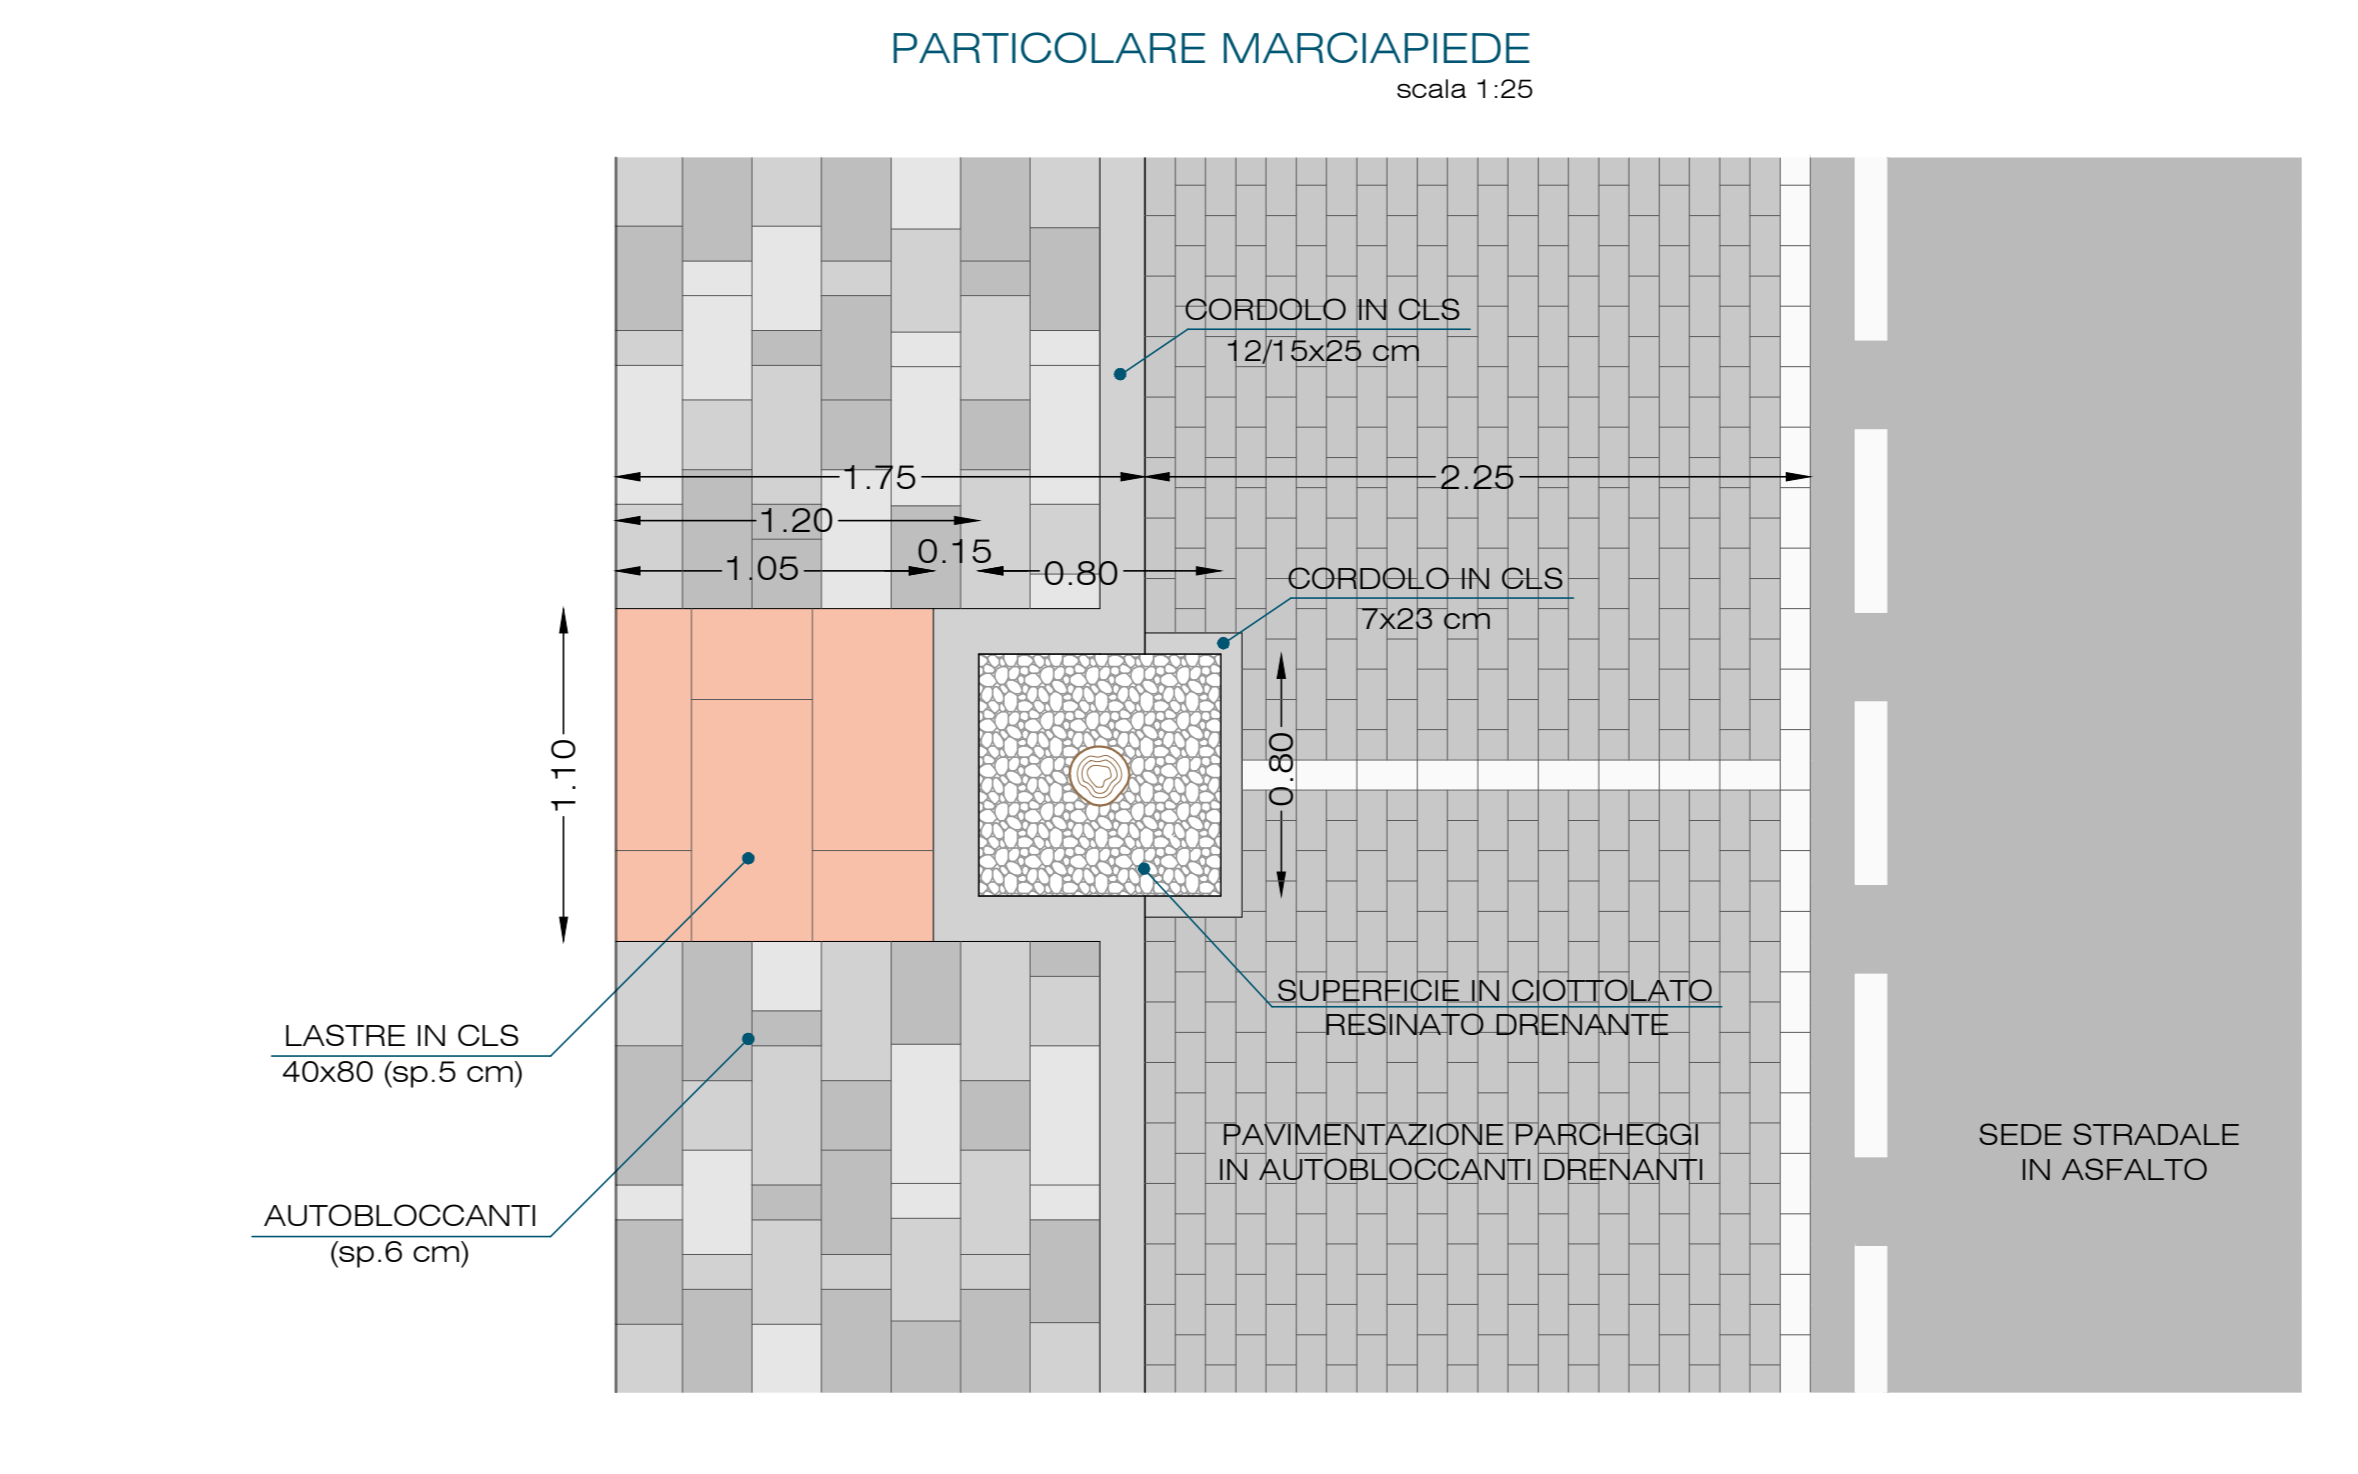 PARTICOLARE MARCIAPIEDE
scala 1:25
CORDOLO IN CLS
12/15x25 cm
1.75
2.25
1.20
0.15
1.05
0.80
CORDOLO IN CLS
7x23 cm
1.10
0.80
SUPERFICIE IN CIOTTOLATO
RESINATO DRENANTE
LASTRE IN CLS
40x80 (sp.5 cm)
PAVIMENTAZIONE PARCHEGGI
IN AUTOBLOCCANTI DRENANTI
SEDE STRADALE
IN ASFALTO
AUTOBLOCCANTI
(sp.6 cm)